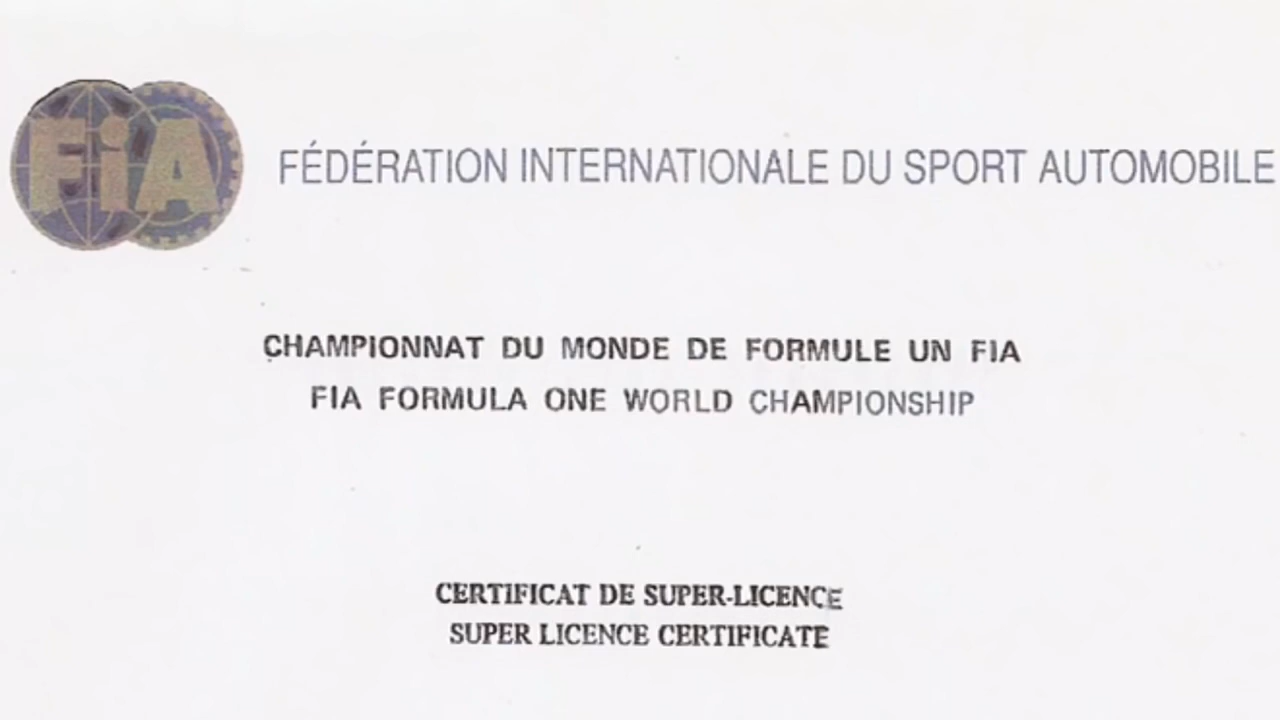 FiA
FÉDÉRATION INTERNATIONALE DU SPORT AUTOMOBILE
CHAMPIONNAT DU MONDE DE FORMULE UN FIA
FIA FORMULA ONE WORLD CHAMPIONSHIP
CERTIFICAT DE SUPER-LICENCE
SUPER LICENCE CERTIFICATE